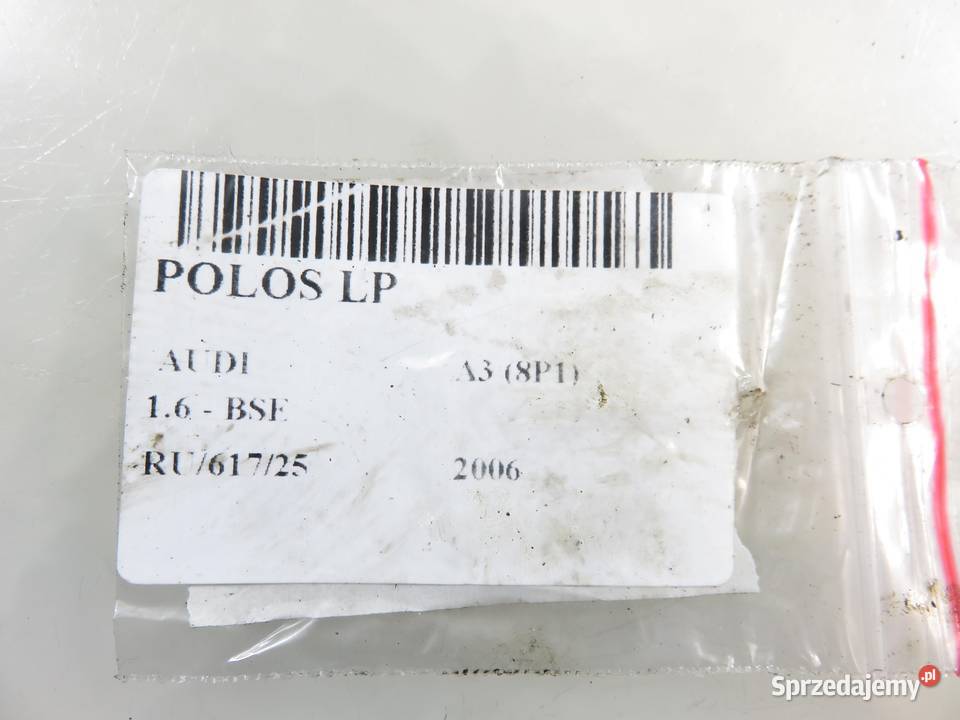 POLOS LP
AUDI A3 (8P1)
1.6 - BSE
RU/617/25 2006
Sprzedajemy.pl